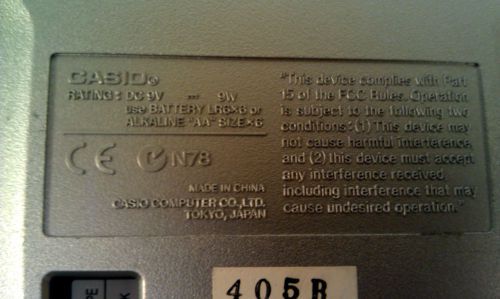 CASIO®
RATING : DC 9V ⎓ 9W
use BATTERY LR6×6 or
ALKALINE "AA" SIZE×6
CE N78
MADE IN CHINA
CASIO COMPUTER CO.,LTD.
TOKYO, JAPAN
"This device complies with Part
15 of the FCC Rules. Operation
is subject to the following two
conditions : (1) This device may
not cause harmful interference,
and (2) this device must accept
any interference received
including interference that may
cause undesired operation."
405B